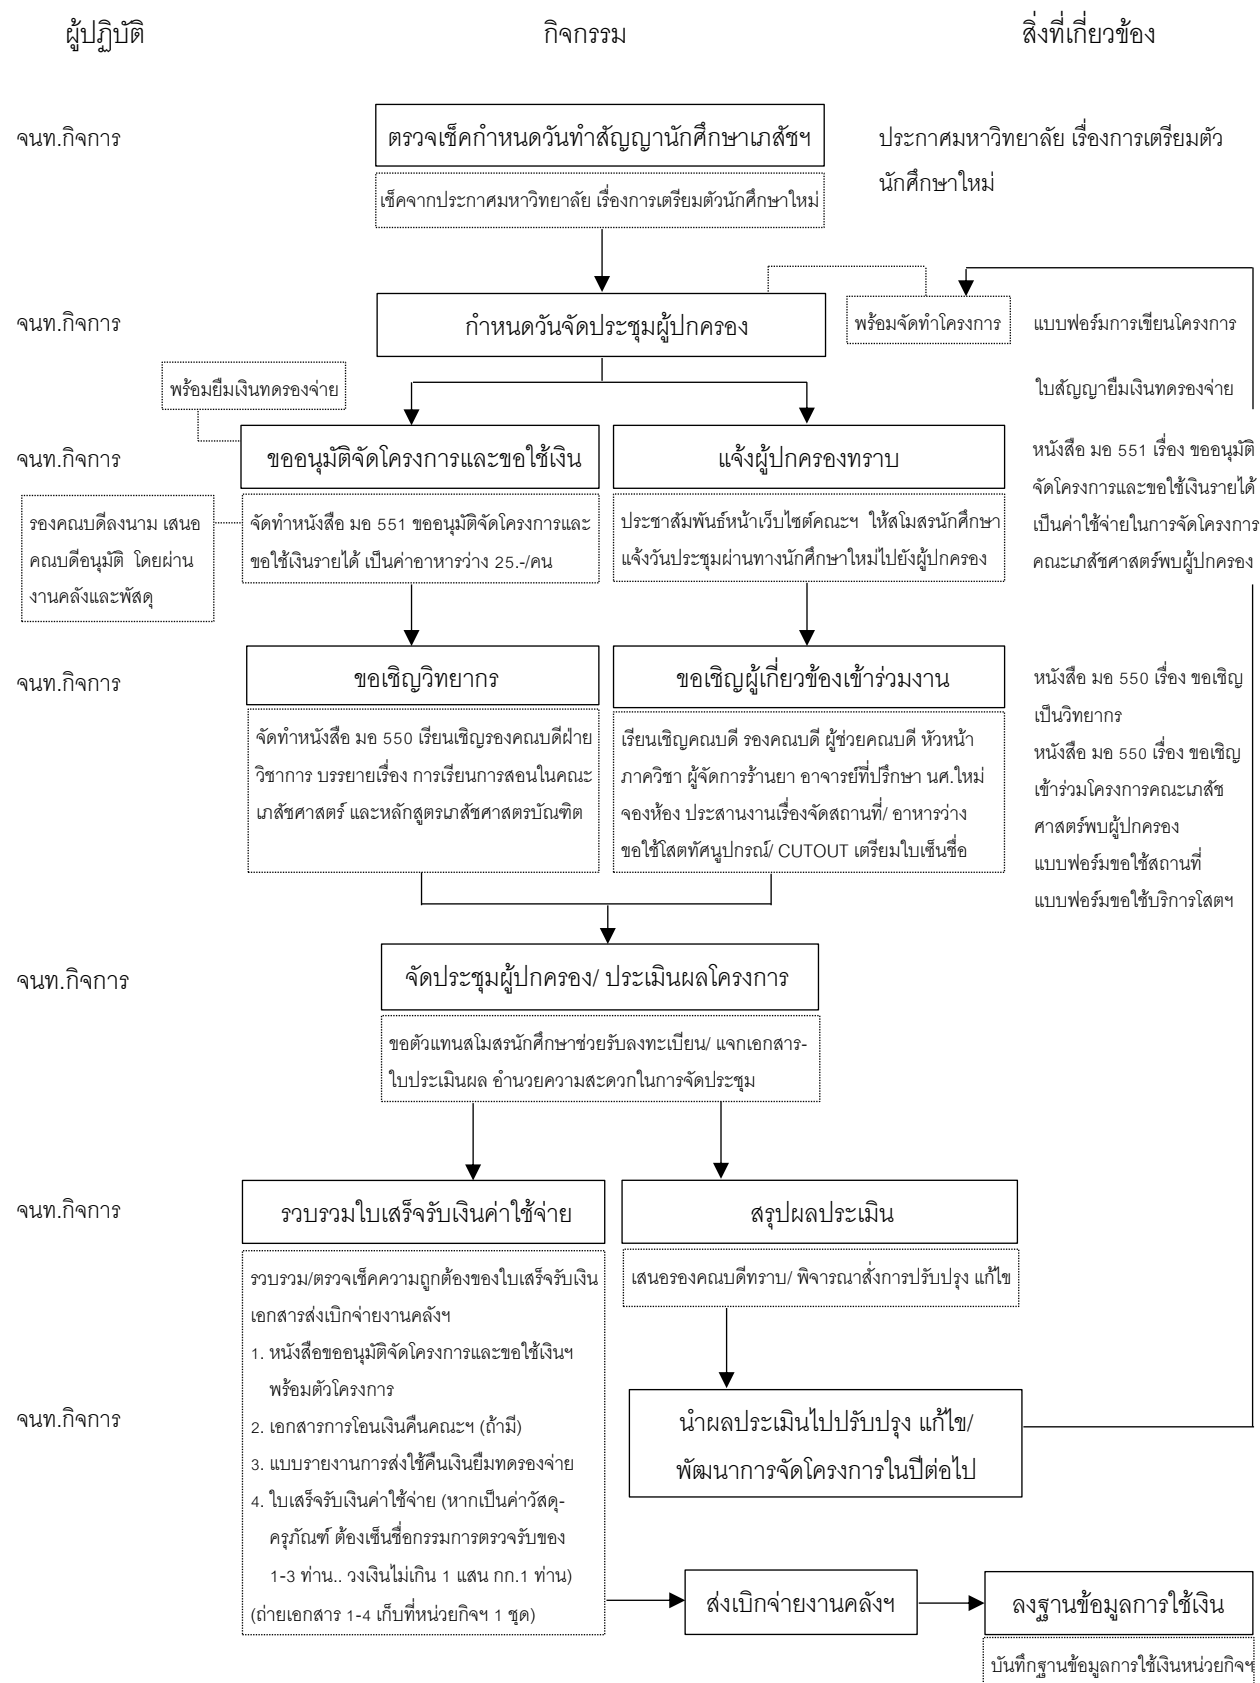 ผู้ปฏิบัติ
กิจกรรม
สิ่งที่เกี่ยวข้อง
จนท.กิจการ
ตรวจเช็คกำหนดวันทำสัญญานักศึกษาเภสัชฯ
ประกาศมหาวิทยาลัย เรื่องการเตรียมตัว
นักศึกษาใหม่
เช็คจากประกาศมหาวิทยาลัย เรื่องการเตรียมตัวนักศึกษาใหม่
จนท.กิจการ
กำหนดวันจัดประชุมผู้ปกครอง
พร้อมจัดทำโครงการ
แบบฟอร์มการเขียนโครงการ
พร้อมยืมเงินทดรองจ่าย
ใบสัญญายืมเงินทดรองจ่าย
จนท.กิจการ
ขออนุมัติจัดโครงการและขอใช้เงิน
แจ้งผู้ปกครองทราบ
หนังสือ มอ 551 เรื่อง ขออนุมัติ
จัดโครงการและขอใช้เงินรายได้
เป็นค่าใช้จ่ายในการจัดโครงการ
คณะเภสัชศาสตร์พบผู้ปกครอง
รองคณบดีลงนาม เสนอ
คณบดีอนุมัติ โดยผ่าน
งานคลังและพัสดุ
จัดทำหนังสือ มอ 551 ขออนุมัติจัดโครงการและ
ขอใช้เงินรายได้ เป็นค่าอาหารว่าง 25.-/คน
ประชาสัมพันธ์หน้าเว็บไซต์คณะฯ ให้สโมสรนักศึกษา
แจ้งวันประชุมผ่านทางนักศึกษาใหม่ไปยังผู้ปกครอง
จนท.กิจการ
ขอเชิญวิทยากร
ขอเชิญผู้เกี่ยวข้องเข้าร่วมงาน
หนังสือ มอ 550 เรื่อง ขอเชิญ
เป็นวิทยากร
หนังสือ มอ 550 เรื่อง ขอเชิญ
เข้าร่วมโครงการคณะเภสัช
ศาสตร์พบผู้ปกครอง
แบบฟอร์มขอใช้สถานที่
แบบฟอร์มขอใช้บริการโสตฯ
จัดทำหนังสือ มอ 550 เรียนเชิญรองคณบดีฝ่าย
วิชาการ บรรยายเรื่อง การเรียนการสอนในคณะ
เภสัชศาสตร์ และหลักสูตรเภสัชศาสตรบัณฑิต
เรียนเชิญคณบดี รองคณบดี ผู้ช่วยคณบดี หัวหน้า
ภาควิชา ผู้จัดการร้านยา อาจารย์ที่ปรึกษา นศ.ใหม่
จองห้อง ประสานงานเรื่องจัดสถานที่/ อาหารว่าง
ขอใช้โสตทัศนูปกรณ์/ CUTOUT เตรียมใบเซ็นชื่อ
จนท.กิจการ
จัดประชุมผู้ปกครอง/ ประเมินผลโครงการ
ขอตัวแทนสโมสรนักศึกษาช่วยรับลงทะเบียน/ แจกเอกสาร-
ใบประเมินผล อำนวยความสะดวกในการจัดประชุม
จนท.กิจการ
รวบรวมใบเสร็จรับเงินค่าใช้จ่าย
สรุปผลประเมิน
รวบรวม/ตรวจเช็คความถูกต้องของใบเสร็จรับเงิน
เอกสารส่งเบิกจ่ายงานคลังฯ
1. หนังสือขออนุมัติจัดโครงการและขอใช้เงินฯ
พร้อมตัวโครงการ
2. เอกสารการโอนเงินคืนคณะฯ (ถ้ามี)
3. แบบรายงานการส่งใช้คืนเงินยืมทดรองจ่าย
4. ใบเสร็จรับเงินค่าใช้จ่าย (หากเป็นค่าวัสดุ-
ครุภัณฑ์ ต้องเซ็นชื่อกรรมการตรวจรับของ
1-3 ท่าน.. วงเงินไม่เกิน 1 แสน กก.1 ท่าน)
(ถ่ายเอกสาร 1-4 เก็บที่หน่วยกิจฯ 1 ชุด)
เสนอรองคณบดีทราบ/ พิจารณาสั่งการปรับปรุง แก้ไข
จนท.กิจการ
นำผลประเมินไปปรับปรุง แก้ไข/
พัฒนาการจัดโครงการในปีต่อไป
ส่งเบิกจ่ายงานคลังฯ
ลงฐานข้อมูลการใช้เงิน
บันทึกฐานข้อมูลการใช้เงินหน่วยกิจฯ